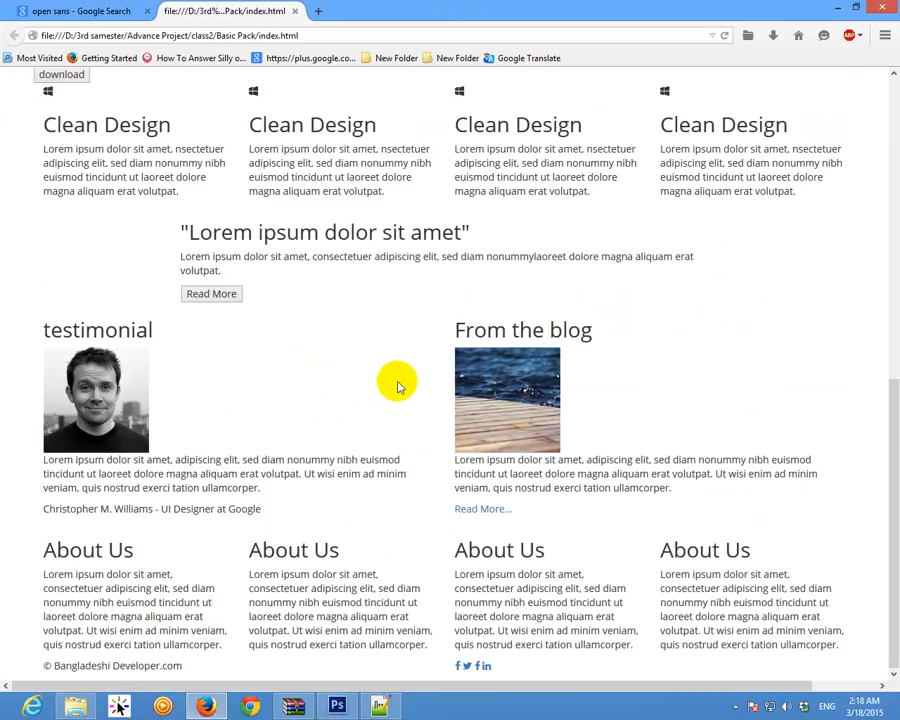 open sans - Google Search
file:///D:/3rd%...Pack/index.html
file:///D:/3rd samester/Advance Project/class2/Basic Pack/index.html
Most Visited Getting Started How To Answer Silly o... https://plus.google.co... New Folder New Folder Google Translate
download
Clean Design Clean Design Clean Design Clean Design
Lorem ipsum dolor sit amet, nsectetuer Lorem ipsum dolor sit amet, nsectetuer Lorem ipsum dolor sit amet, nsectetuer Lorem ipsum dolor sit amet, nsectetuer
adipiscing elit, sed diam nonummy nibh adipiscing elit, sed diam nonummy nibh adipiscing elit, sed diam nonummy nibh adipiscing elit, sed diam nonummy nibh
euismod tincidunt ut laoreet dolore euismod tincidunt ut laoreet dolore euismod tincidunt ut laoreet dolore euismod tincidunt ut laoreet dolore
magna aliquam erat volutpat. magna aliquam erat volutpat. magna aliquam erat volutpat. magna aliquam erat volutpat.
"Lorem ipsum dolor sit amet"
Lorem ipsum dolor sit amet, consectetuer adipiscing elit, sed diam nonummylaoreet dolore magna aliquam erat
volutpat.
Read More
testimonial
Lorem ipsum dolor sit amet, consectetuer adipiscing elit, sed diam nonummy nibh euismod
tincidunt ut laoreet dolore magna aliquam erat volutpat. Ut wisi enim ad minim
veniam, quis nostrud exerci tation ullamcorper.
Christopher M. Williams - UI Designer at Google
From the blog
Lorem ipsum dolor sit amet, consectetuer adipiscing elit, sed diam nonummy nibh euismod
tincidunt ut laoreet dolore magna aliquam erat volutpat. Ut wisi enim ad minim
veniam, quis nostrud exerci tation ullamcorper.
Read More...
About Us About Us About Us About Us
Lorem ipsum dolor sit amet, Lorem ipsum dolor sit amet, Lorem ipsum dolor sit amet, Lorem ipsum dolor sit amet,
consectetuer adipiscing elit, sed diam consectetuer adipiscing elit, sed diam consectetuer adipiscing elit, sed diam consectetuer adipiscing elit, sed diam
nonummy nibh euismod tincidunt ut nonummy nibh euismod tincidunt ut nonummy nibh euismod tincidunt ut nonummy nibh euismod tincidunt ut
laoreet dolore magna aliquam erat laoreet dolore magna aliquam erat laoreet dolore magna aliquam erat laoreet dolore magna aliquam erat
volutpat. Ut wisi enim ad minim veniam, volutpat. Ut wisi enim ad minim veniam, volutpat. Ut wisi enim ad minim veniam, volutpat. Ut wisi enim ad minim veniam,
quis nostrud exerci tation ullamcorper. quis nostrud exerci tation ullamcorper. quis nostrud exerci tation ullamcorper. quis nostrud exerci tation ullamcorper.
© Bangladeshi Developer.com
ENG
2:18 AM
3/18/2015